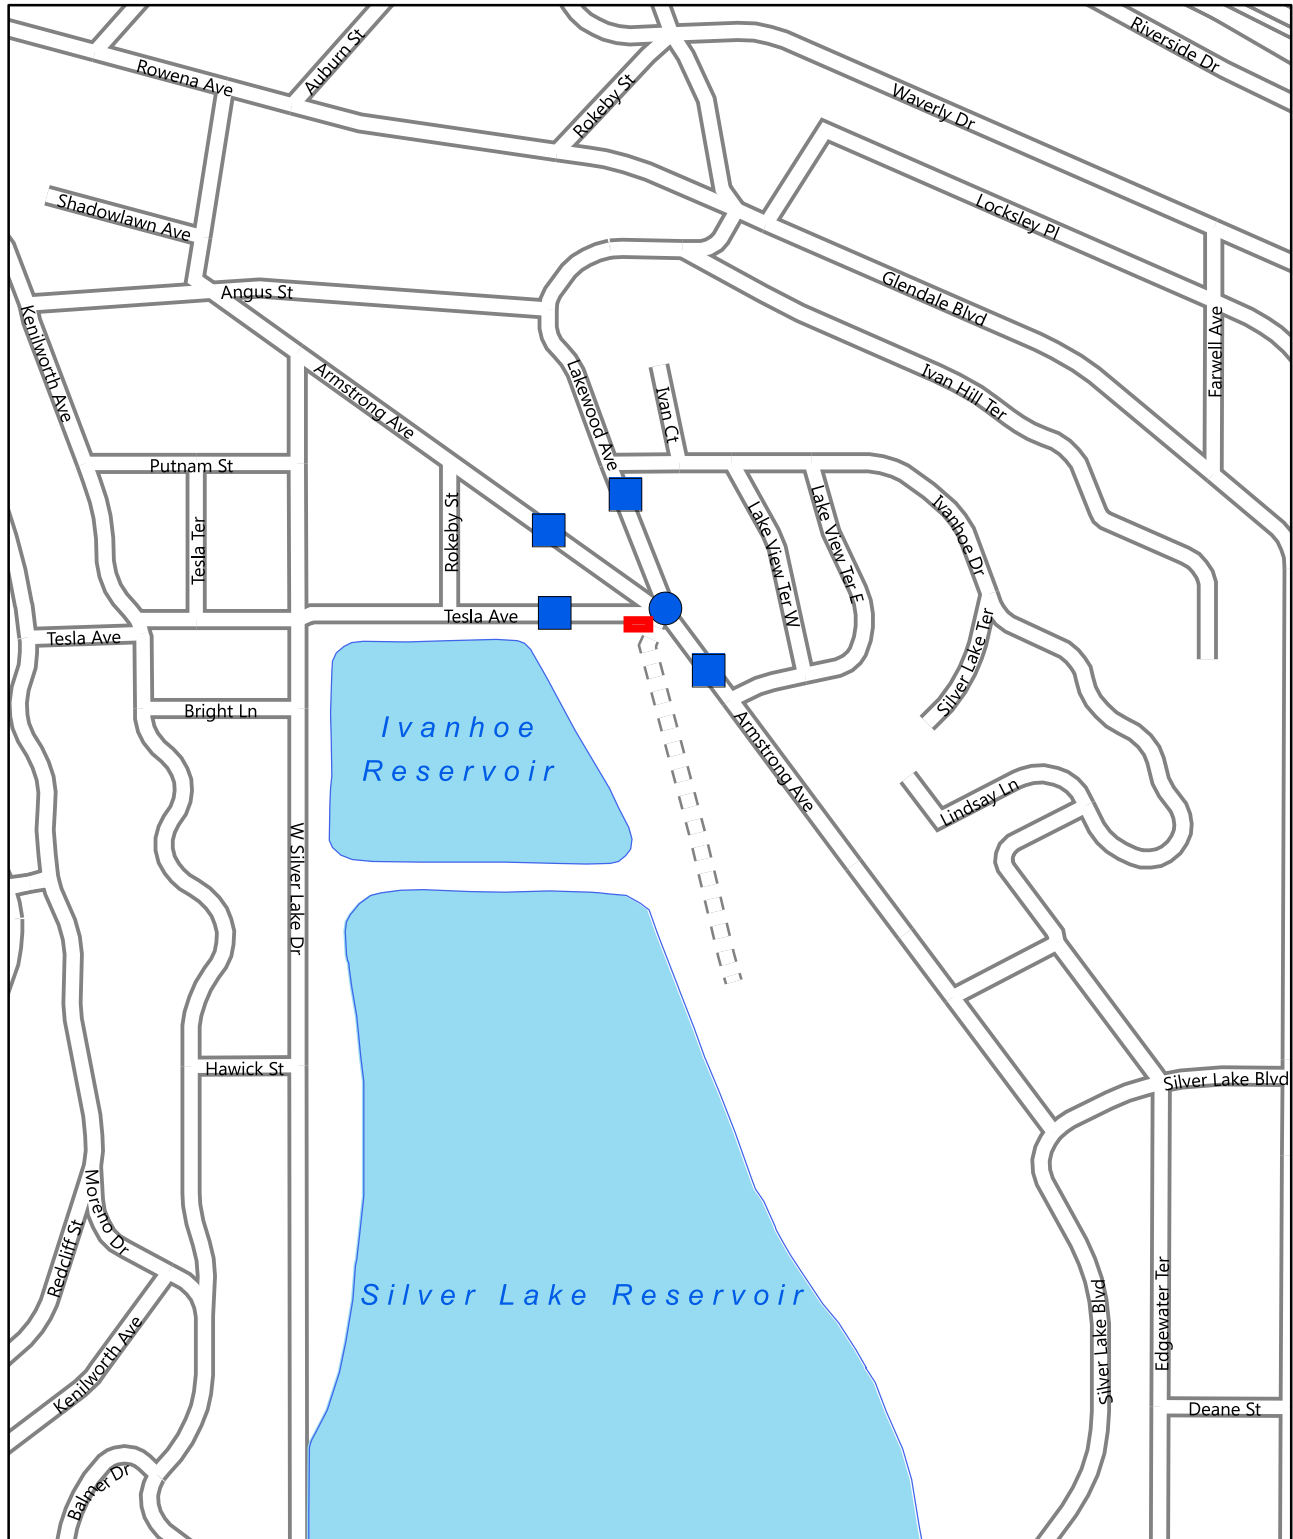 Riverside Dr
Rowena Ave
Auburn St
Rokeby St
Waverly Dr
Shadowlawn Ave
Locksley Pl
Angus St
Glendale Blvd
Kenilworth Ave
Farwell Ave
Armstrong Ave
Lakewood Ave
Ivan Ct
Ivan Hill Ter
Putnam St
Tesla Ter
Rokeby St
Lake View Ter W
Lake View Ter E
Ivanhoe Dr
Tesla Ave
Tesla Ave
Silver Lake Ter
Bright Ln
Ivanhoe
Reservoir
Armstrong Ave
Lindsay Ln
W Silver Lake Dr
Hawick St
Silver Lake Blvd
Moreno Dr
Redcliff St
Silver Lake Reservoir
Silver Lake Blvd
Edgewater Ter
Kenilworth Ave
Deane St
Balmer Dr